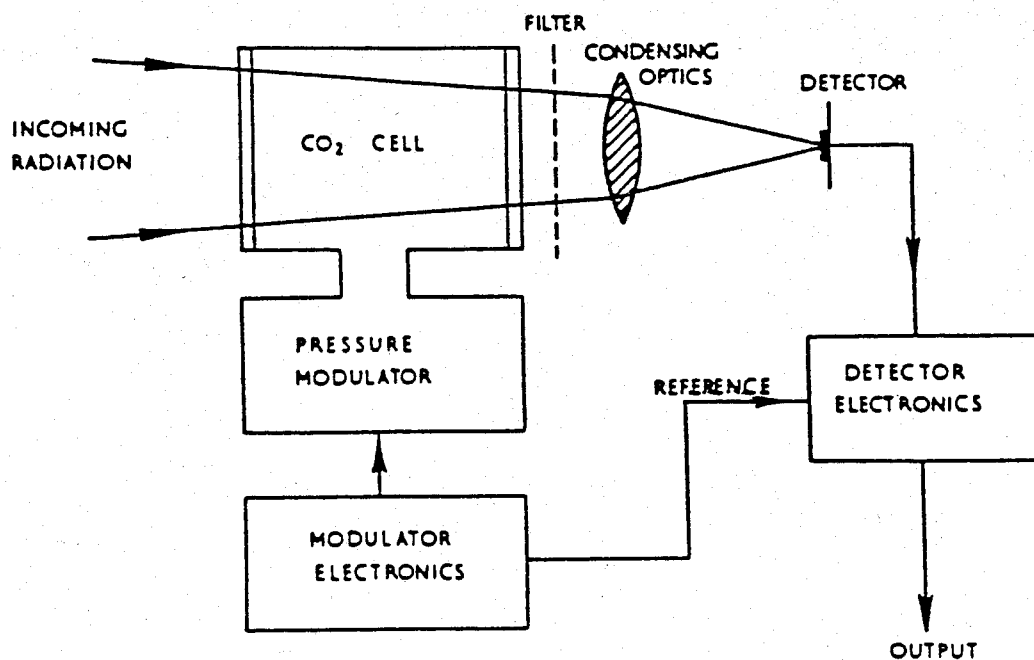 FILTER
CONDENSING
OPTICS
DETECTOR
INCOMING
RADIATION
CO₂ CELL
PRESSURE
MODULATOR
REFERENCE
DETECTOR
ELECTRONICS
MODULATOR
ELECTRONICS
OUTPUT